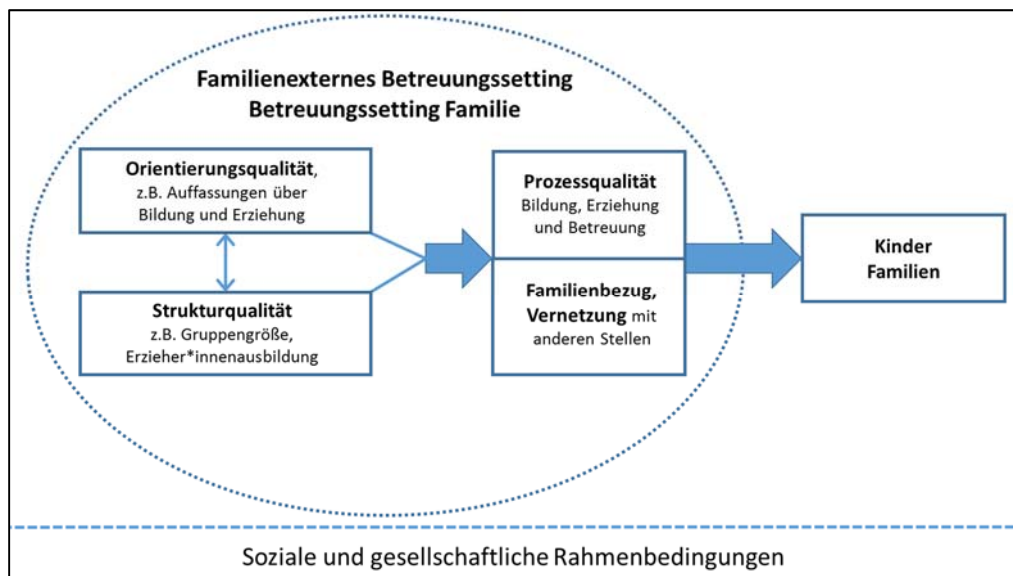 Familienexternes Betreuungssetting
Betreuungssetting Familie
Orientierungsqualität,
z.B. Auffassungen über
Bildung und Erziehung
Strukturqualität
z.B. Gruppengröße,
Erzieher*innenausbildung
Prozessqualität
Bildung, Erziehung
und Betreuung
Familienbezug,
Vernetzung mit
anderen Stellen
Kinder
Familien
Soziale und gesellschaftliche Rahmenbedingungen